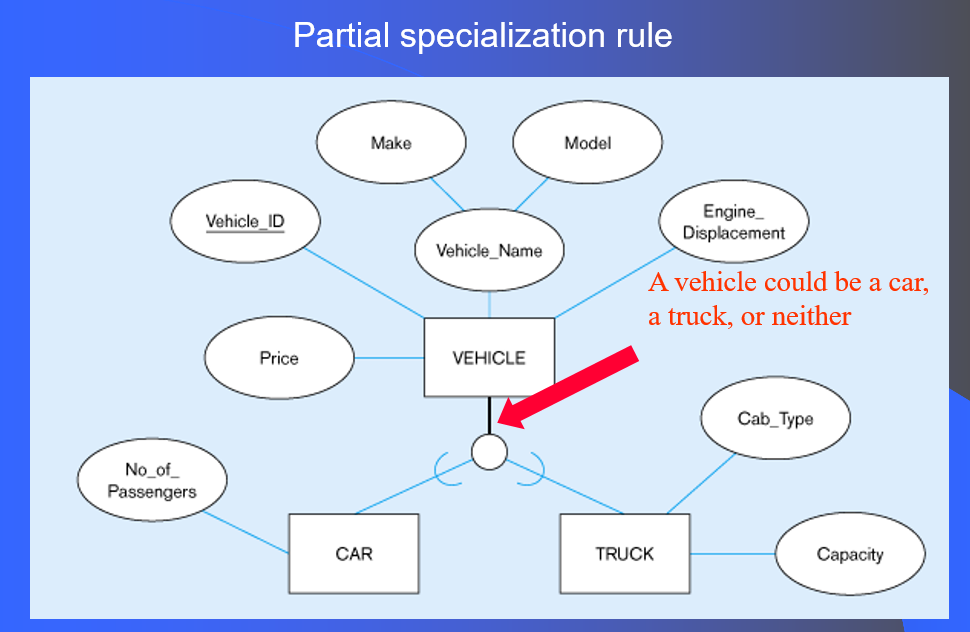 Partial specialization rule
Make
Model
Vehicle_ID
Engine_
Displacement
Vehicle_Name
A vehicle could be a car,
a truck, or neither
Price
VEHICLE
Cab_Type
No_of_
Passengers
CAR
TRUCK
Capacity